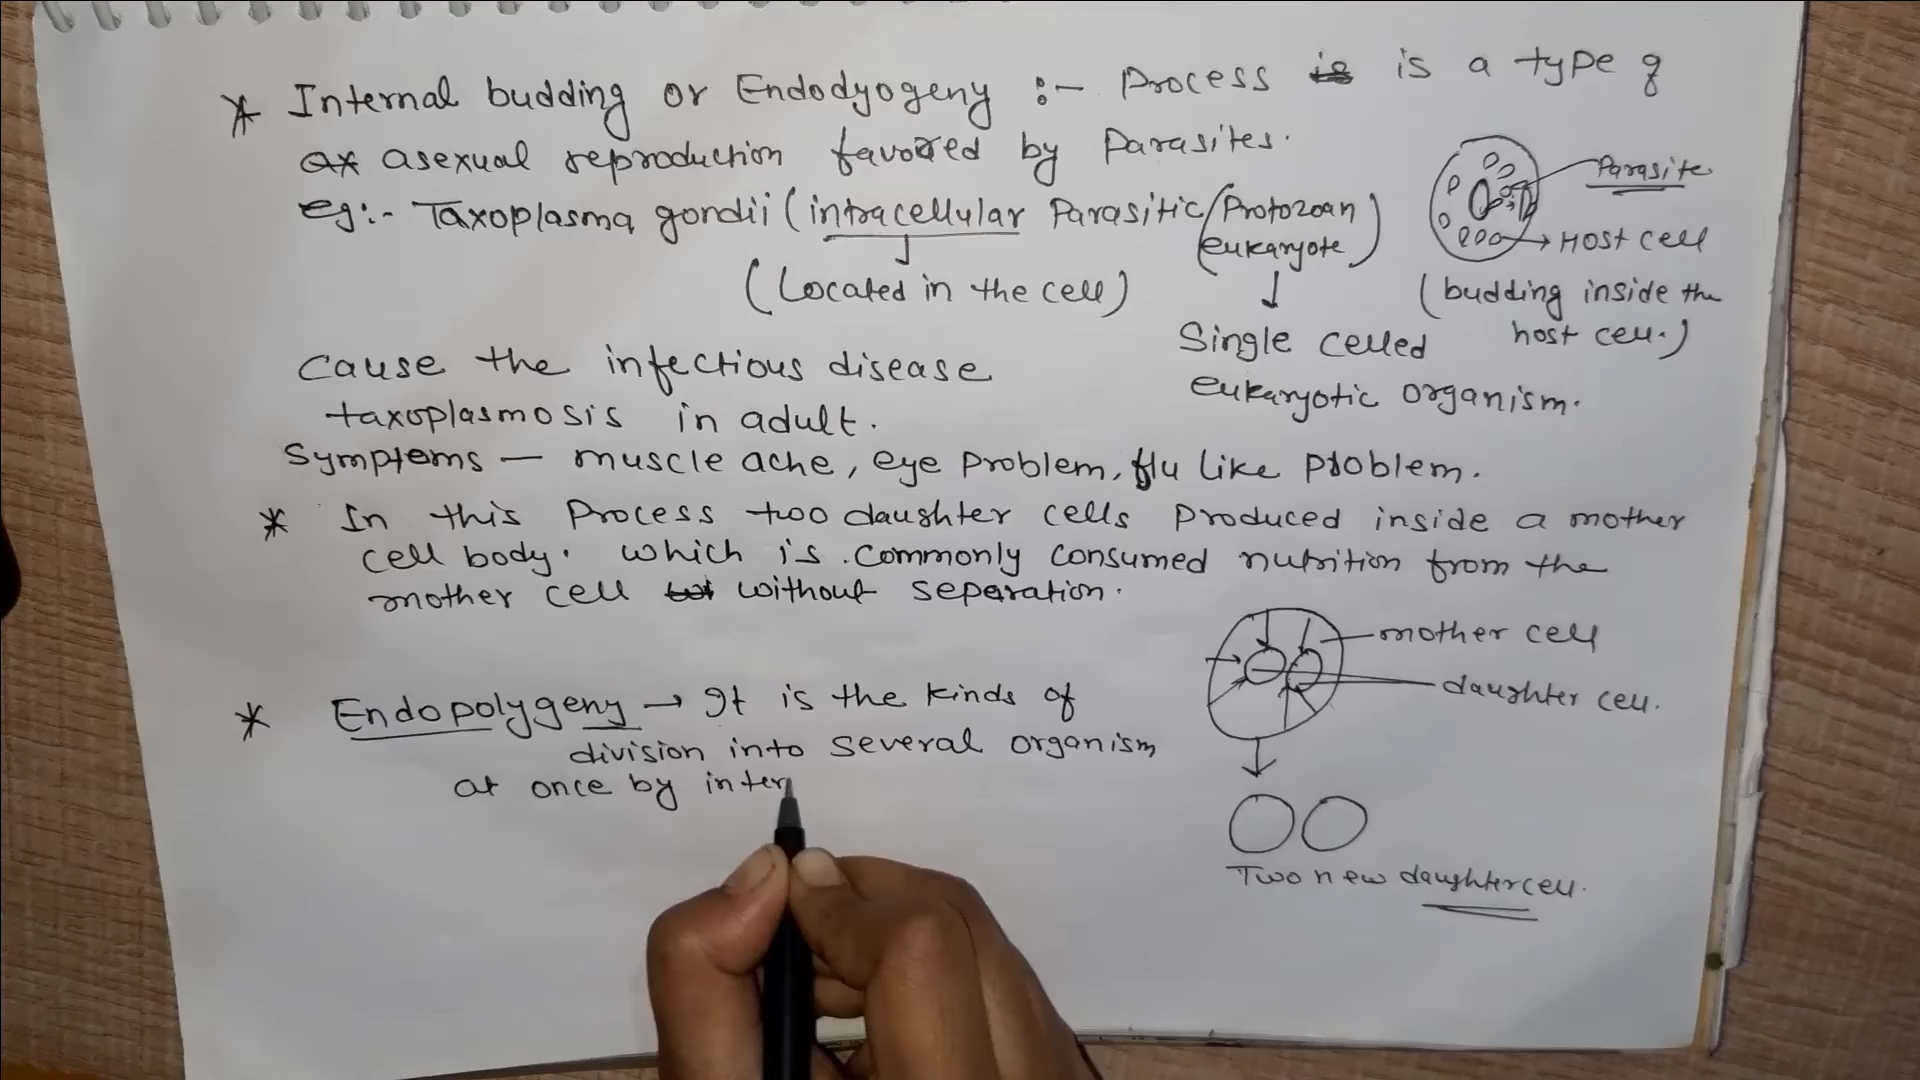 * Internal budding or Endodyogeny :- Process is is a type of
asexual reproduction favored by Parasites.
eg:- Taxoplasma gondii (intracellular Parasitic/Protozoan
eukaryote)
(Located in the cell)
Single celled
eukaryotic organism.
Parasite
Host cell
(budding inside the
host cell.)
Cause the infectious disease
taxoplasmosis in adult.
Symptems - muscle ache, eye problem, flu like problem.
* In this Process two daughter cells Produced inside a mother
cell body. which is commonly consumed nutrition from the
mother cell without separation.
mother cell
daughter cell.
Two new daughter cell.
* Endopolygeny → It is the kinds of
division into several organism
at once by inter